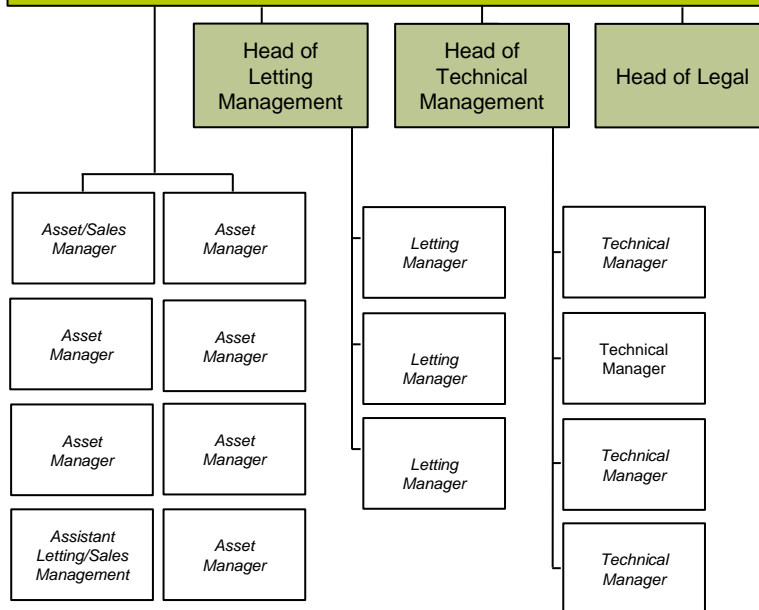 Head of
Letting
Management
Head of
Technical
Management
Head of Legal
Asset/Sales
Manager
Asset
Manager
Asset
Manager
Asset
Manager
Asset
Manager
Asset
Manager
Assistant
Letting/Sales
Management
Asset
Manager
Letting
Manager
Letting
Manager
Letting
Manager
Technical
Manager
Technical
Manager
Technical
Manager
Technical
Manager